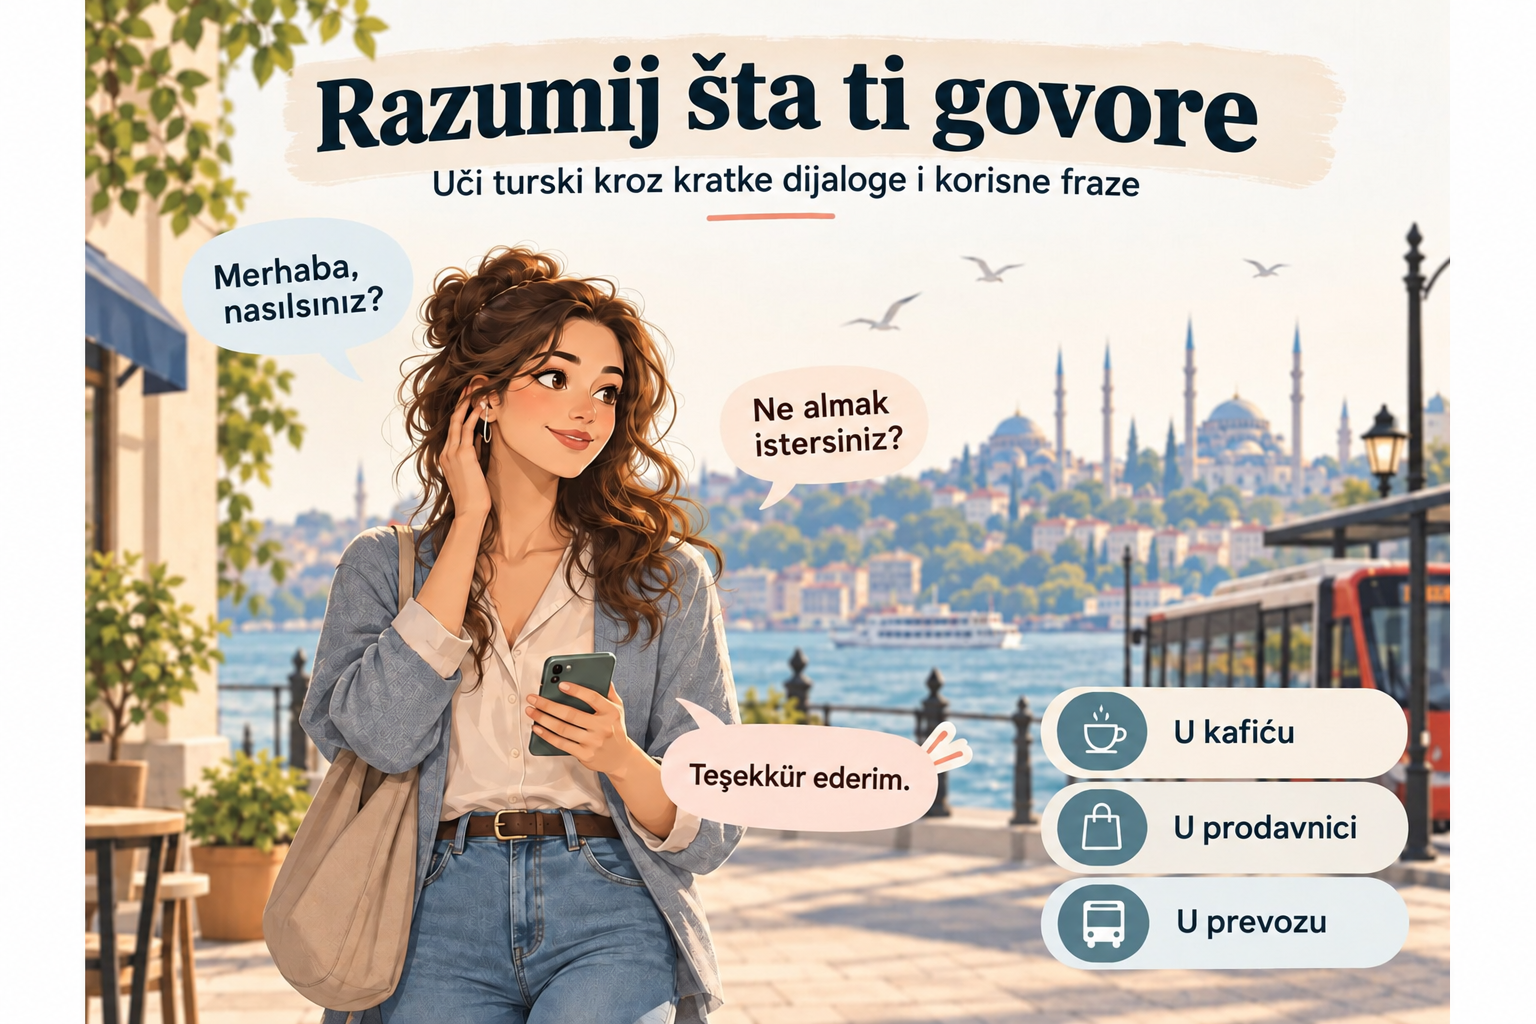 Razumij šta ti govore
Uči turski kroz kratke dijaloge i korisne fraze
Merhaba,
nasılsınız?
Ne almak
istersiniz?
Teşekkür ederim.
U kafiću
U prodavnici
U prevozu